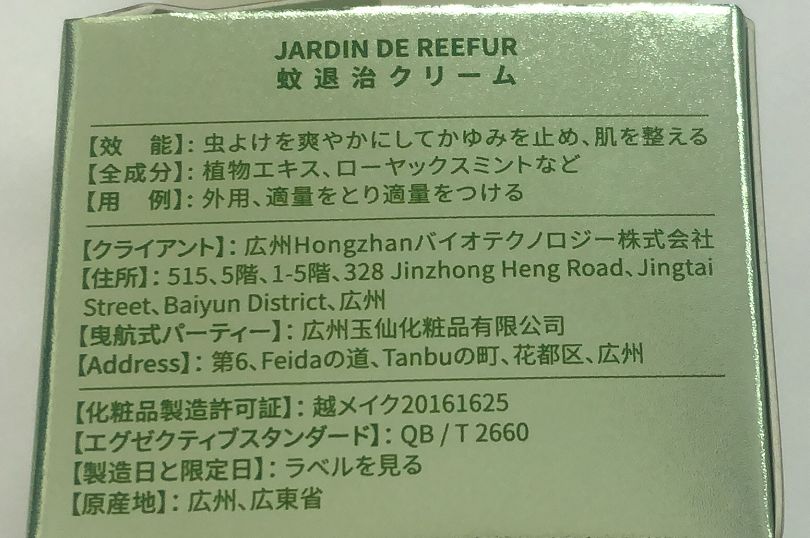 JARDIN DE REEFUR
蚊退治クリーム
【効 能】: 虫よけを爽やかにしてかゆみを止め、肌を整える
【全成分】: 植物エキス、ローヤックスミントなど
【用 例】: 外用、適量をとり適量をつける
【クライアント】: 広州Hongzhanバイオテクノロジー株式会社
【住所】: 515、5階、1-5階、328 Jinzhong Heng Road、Jingtai
Street、Baiyun District、広州
【曳航式パーティー】: 広州玉仙化粧品有限公司
【Address】: 第6、Feidaの道、Tanbuの町、花都区、広州
【化粧品製造許可証】: 越メイク20161625
【エグゼクティブスタンダード】: QB / T 2660
【製造日と限定日】: ラベルを見る
【原産地】: 広州、広東省